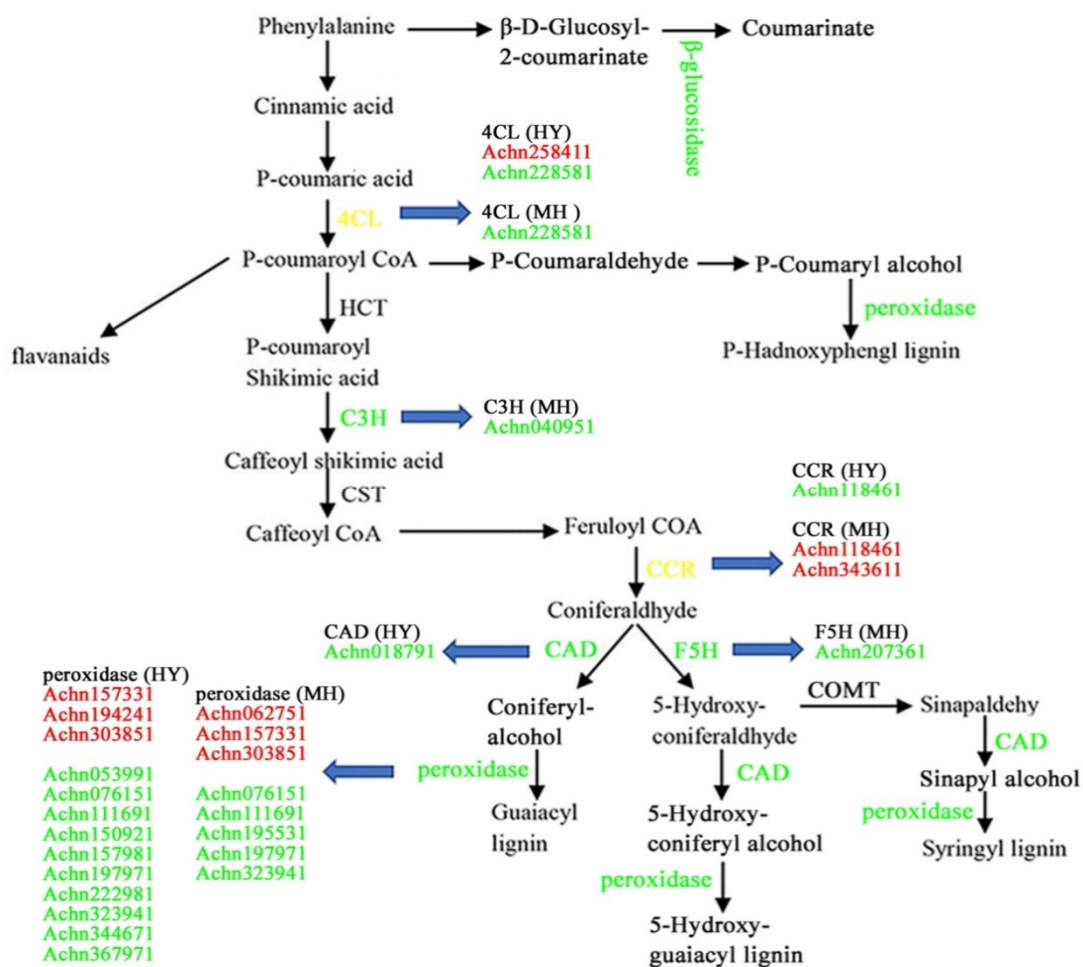 Phenylalanine
β-D-Glucosyl-
2-coumarinate
β-glucosidase
Coumarinate
Cinnamic acid
P-coumaric acid
4CL (HY)
Achn258411
Achn228581
4CL
4CL (MH )
Achn228581
P-coumaroyl CoA
P-Coumaraldehyde
P-Coumaryl alcohol
peroxidase
P-Hadnoxyphengl lignin
flavanaids
HCT
P-coumaroyl
Shikimic acid
C3H
C3H (MH)
Achn040951
Caffeoyl shikimic acid
CST
Caffeoyl CoA
Feruloyl COA
CCR (HY)
Achn118461
CCR
CCR (MH)
Achn118461
Achn343611
Coniferaldhyde
CAD (HY)
Achn018791
CAD
F5H
F5H (MH)
Achn207361
peroxidase (HY)
Achn157331
Achn194241
Achn303851
Achn053991
Achn076151
Achn111691
Achn150921
Achn157981
Achn197971
Achn222981
Achn323941
Achn344671
Achn367971
peroxidase (MH)
Achn062751
Achn157331
Achn303851
Achn076151
Achn111691
Achn195531
Achn197971
Achn323941
Coniferyl-
alcohol
peroxidase
Guaiacyl
lignin
5-Hydroxy-
coniferaldhyde
CAD
5-Hydroxy-
coniferyl alcohol
peroxidase
5-Hydroxy-
guaiacyl lignin
COMT
Sinapaldehy
CAD
Sinapyl alcohol
peroxidase
Syringyl lignin